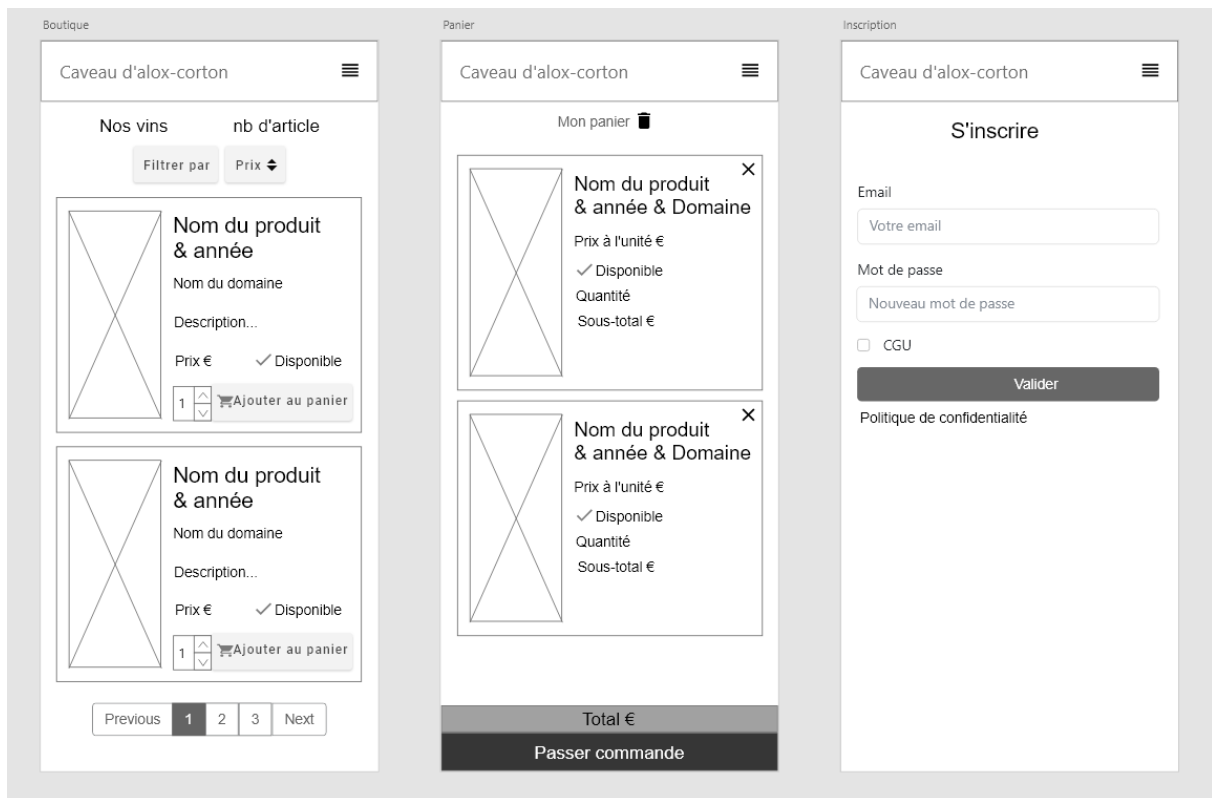 Boutique
Caveau d'alox-corton
Nos vins
nb d'article
Filtrer par
Prix
Nom du produit
& année
Nom du domaine
Description...
Prix €
Disponible
1
Ajouter au panier
Nom du produit
& année
Nom du domaine
Description...
Prix €
Disponible
1
Ajouter au panier
Previous
1
2
3
Next
Panier
Caveau d'alox-corton
Mon panier
Nom du produit
& année & Domaine
Prix à l'unité €
Disponible
Quantité
Sous-total €
Nom du produit
& année & Domaine
Prix à l'unité €
Disponible
Quantité
Sous-total €
Total €
Passer commande
Inscription
Caveau d'alox-corton
S'inscrire
Email
Votre email
Mot de passe
Nouveau mot de passe
CGU
Valider
Politique de confidentialité